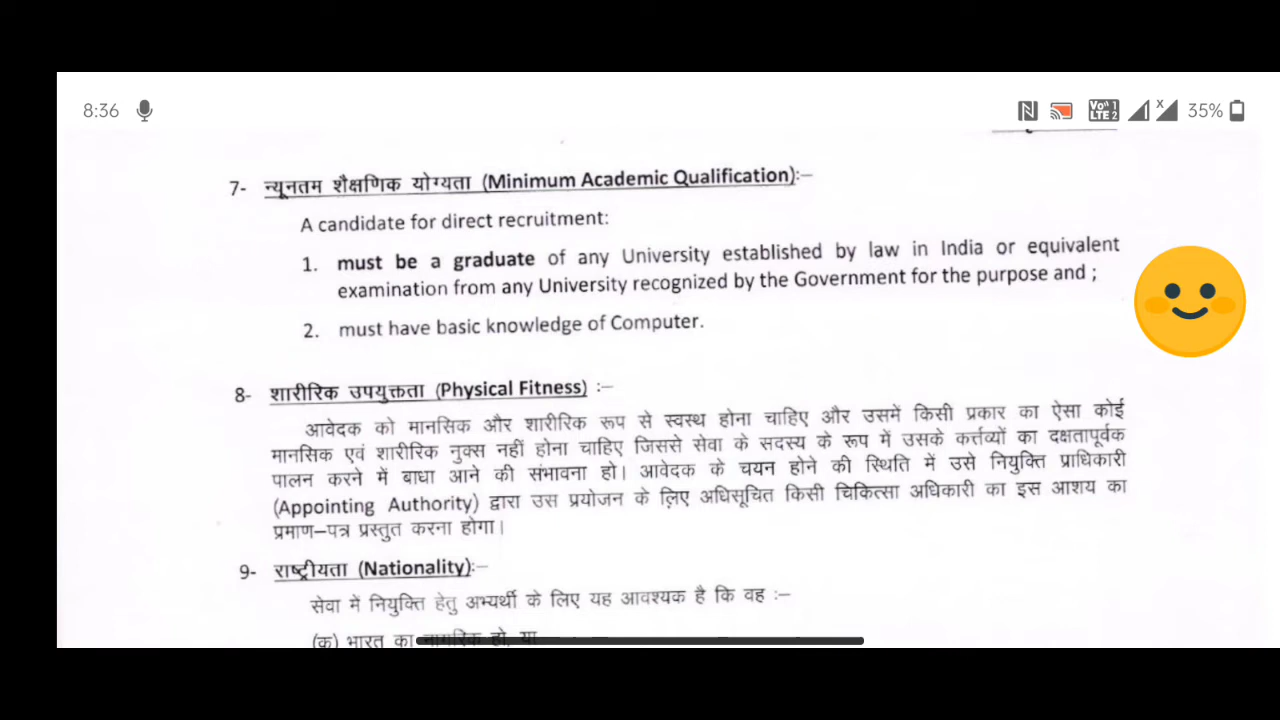 8:36
Vo 1 LTE 2 x 35%
7- न्यूनतम शैक्षणिक योग्यता (Minimum Academic Qualification):–
A candidate for direct recruitment:
1. must be a graduate of any University established by law in India or equivalent
examination from any University recognized by the Government for the purpose and ;
2. must have basic knowledge of Computer.
8- शारीरिक उपयुक्तता (Physical Fitness) :–
आवेदक को मानसिक और शारीरिक रूप से स्वस्थ होना चाहिए और उसमें किसी प्रकार का ऐसा कोई
मानसिक एवं शारीरिक नुक्स नहीं होना चाहिए जिससे सेवा के सदस्य के रूप में उसके कर्त्तव्यों का दक्षतापूर्वक
पालन करने में बाधा आने की संभावना हो। आवेदक के चयन होने की स्थिति में उसे नियुक्ति प्राधिकारी
(Appointing Authority) द्वारा उस प्रयोजन के लिए अधिसूचित किसी चिकित्सा अधिकारी का इस आशय का
प्रमाण–पत्र प्रस्तुत करना होगा।
9- राष्ट्रीयता (Nationality):–
सेवा में नियुक्ति हेतु अभ्यर्थी के लिए यह आवश्यक है कि वह :–
(क) भारत का नागरिक हो, या